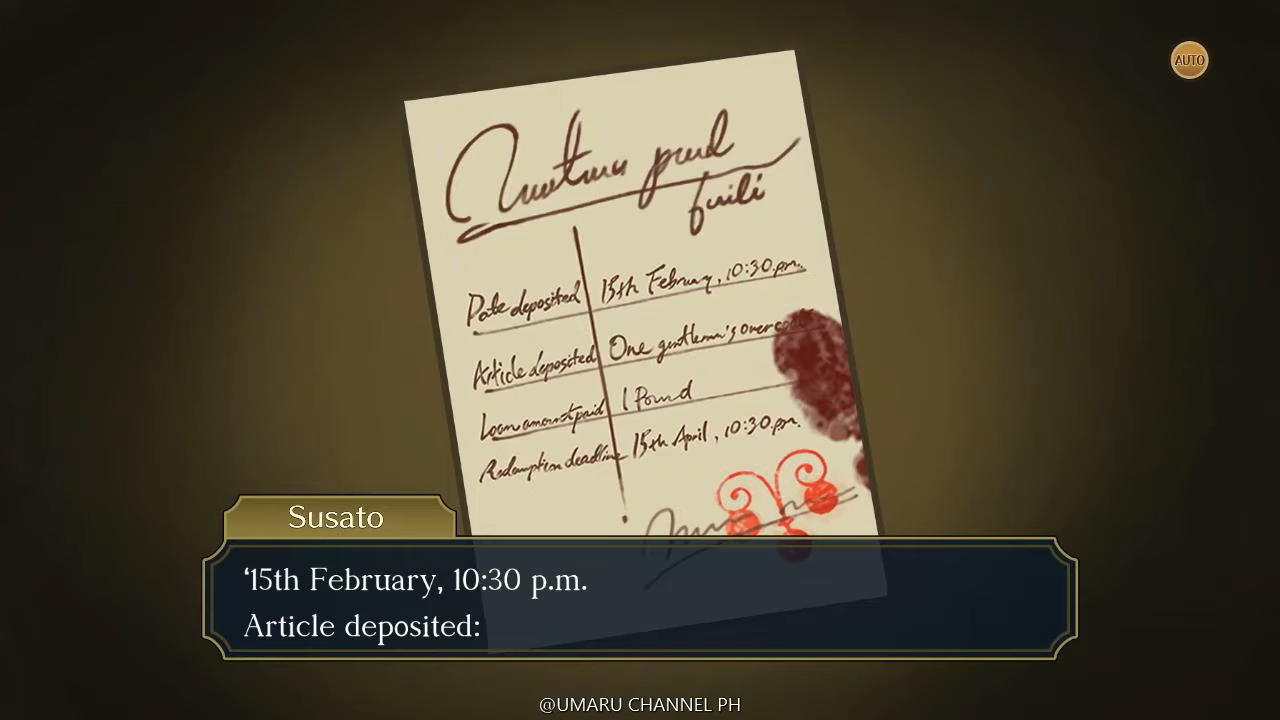 AUTO
Date deposited 15th February, 10:30 p.m.
Article deposited One gentleman's overcoat
Loan amount paid 1 Pound
Redemption deadline 15th April, 10:30 p.m.
Susato
‘15th February, 10:30 p.m.
Article deposited:
@UMARU CHANNEL PH